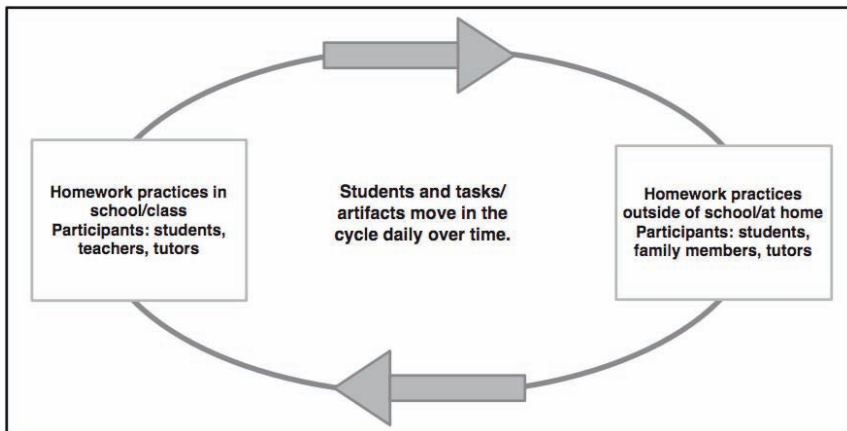 Homework practices in
school/class
Participants: students,
teachers, tutors
Students and tasks/
artifacts move in the
cycle daily over time.
Homework practices
outside of school/at home
Participants: students,
family members, tutors